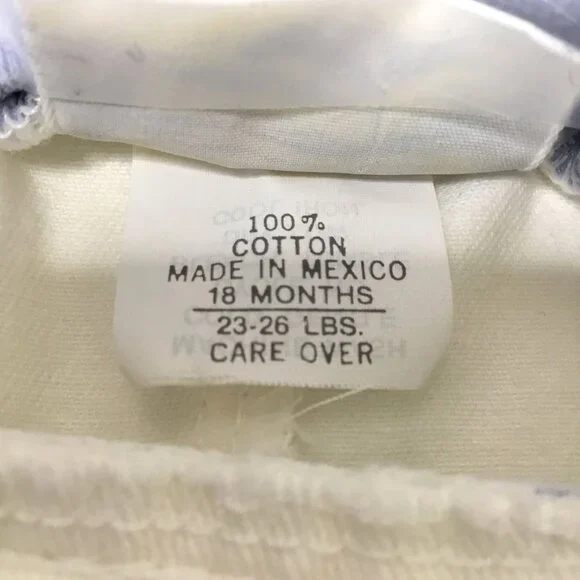 100%
COTTON
MADE IN MEXICO
18 MONTHS
23-26 LBS.
CARE OVER